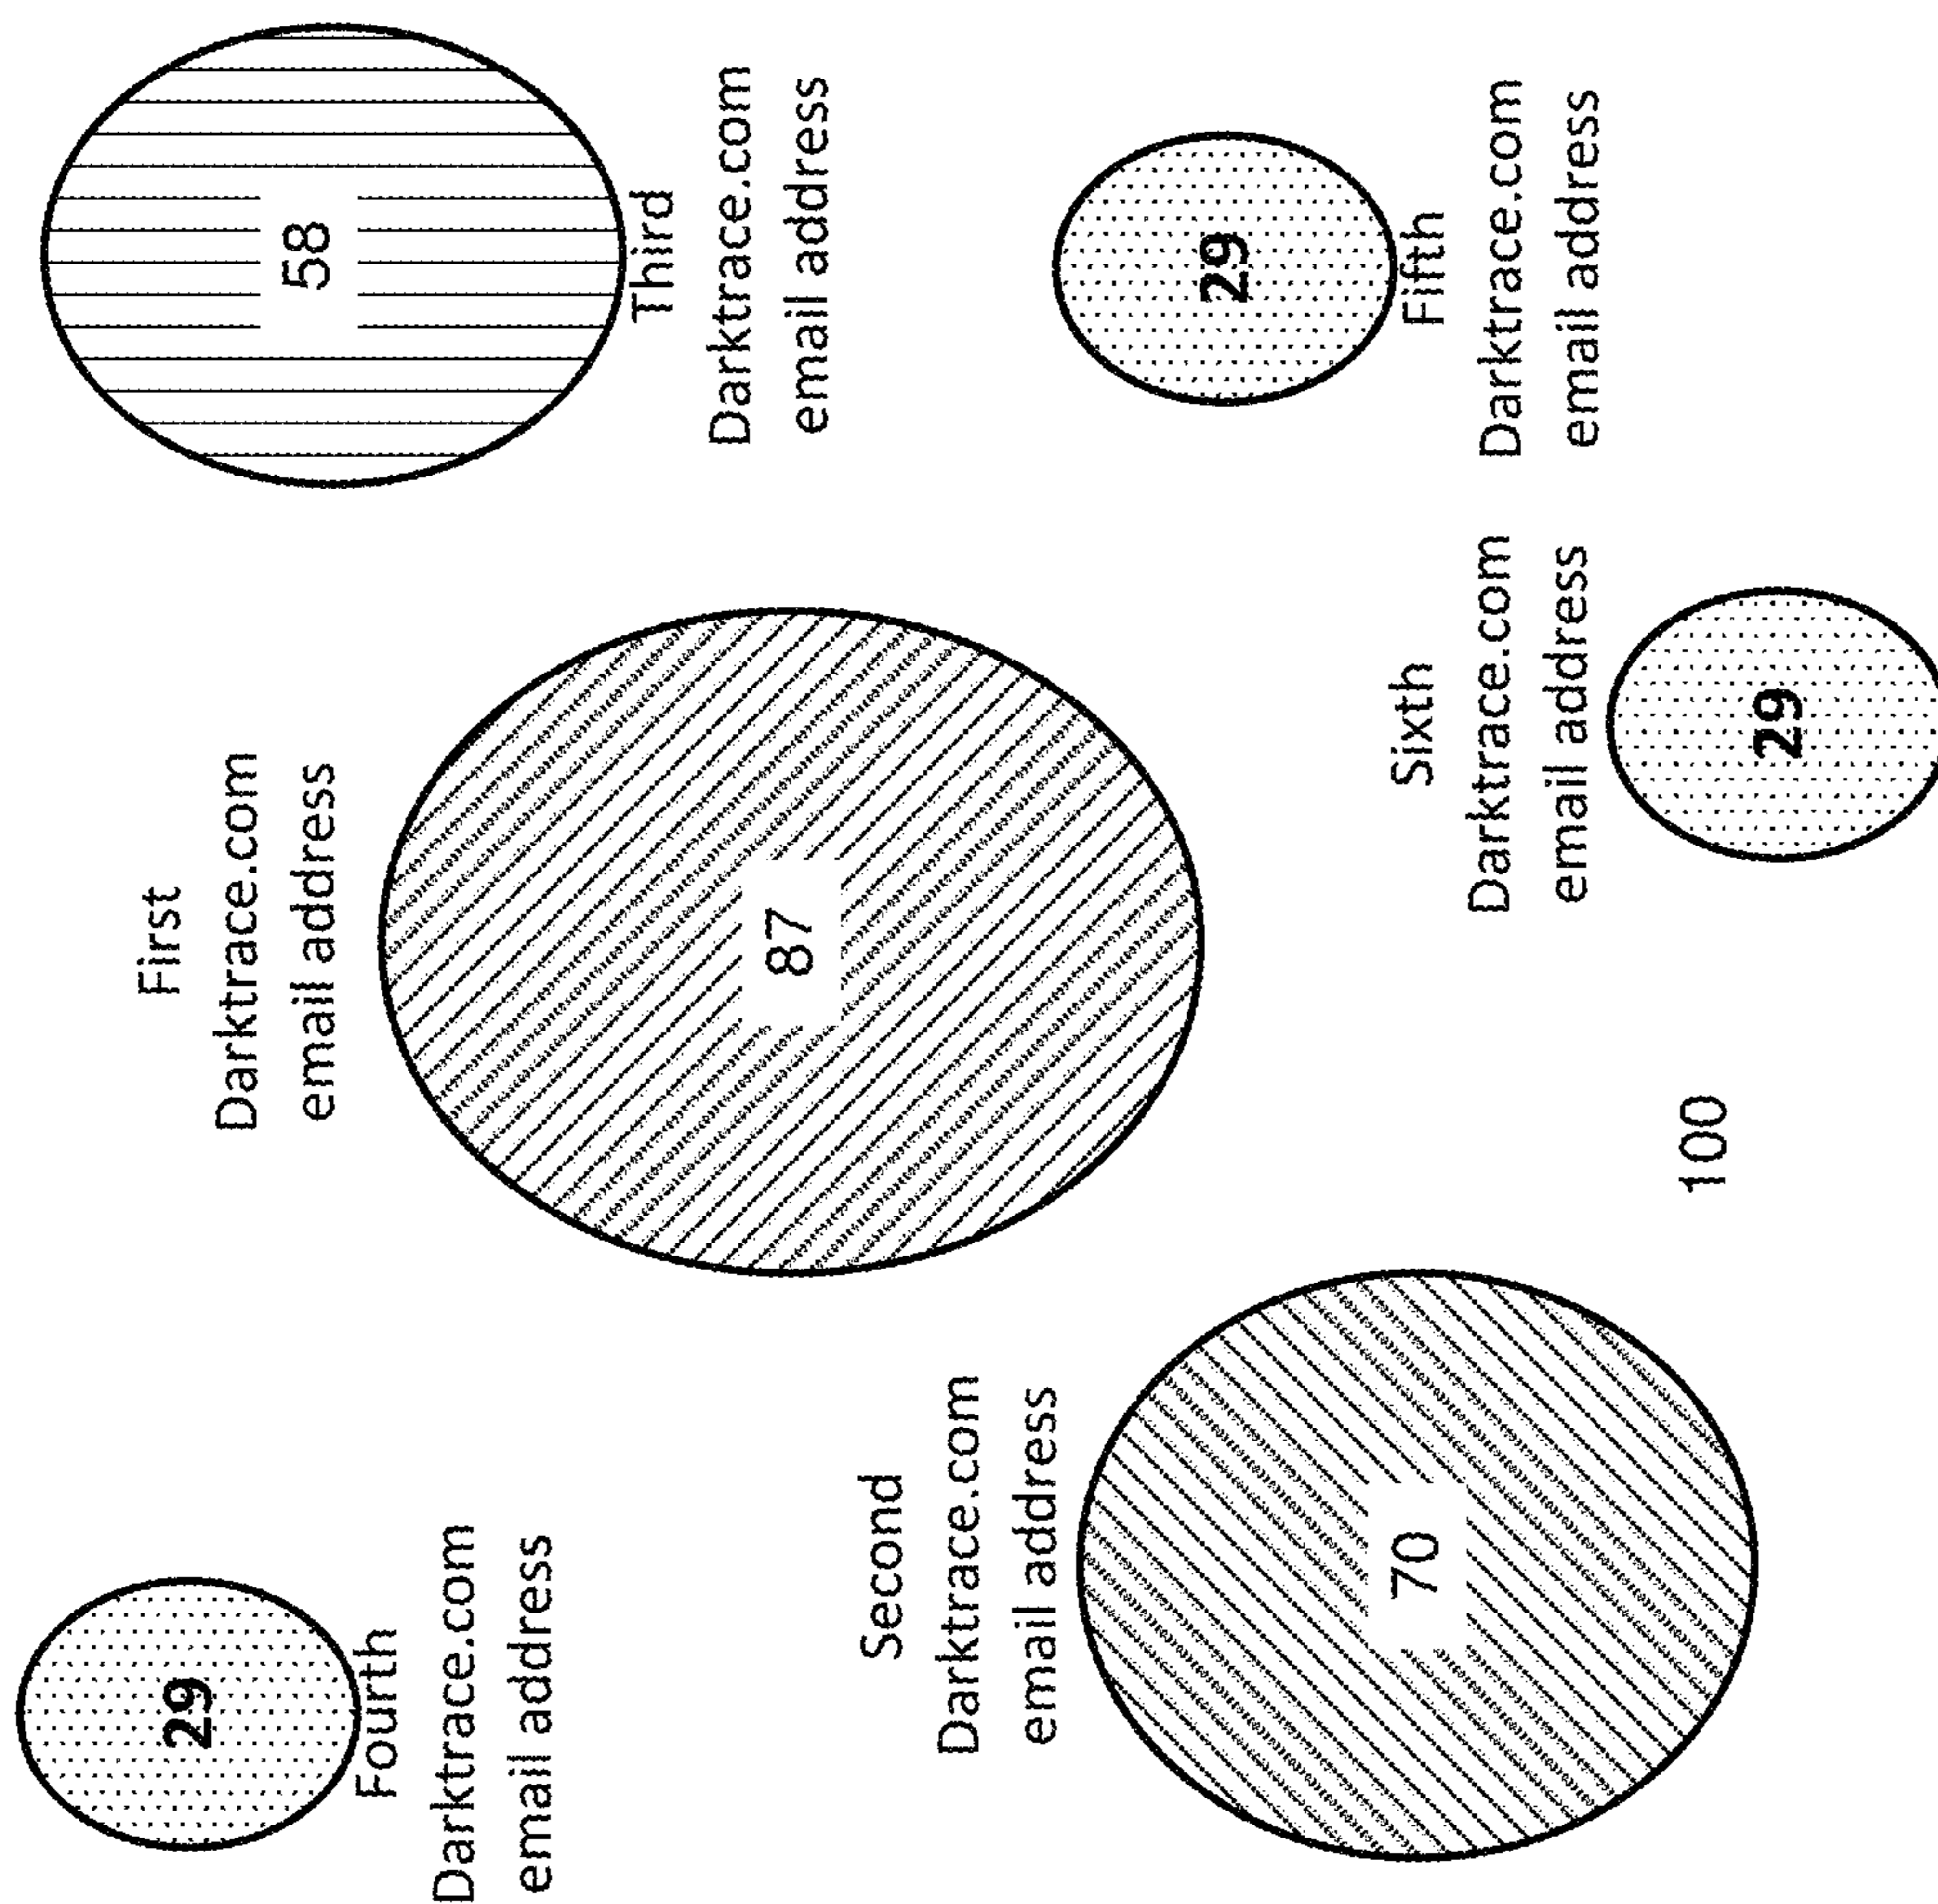 29
Fourth
Darktrace.com
email address
First
Darktrace.com
email address
87
58
Third
Darktrace.com
email address
Second
Darktrace.com
email address
70
29
Fifth
Darktrace.com
email address
Sixth
Darktrace.com
email address
29
100